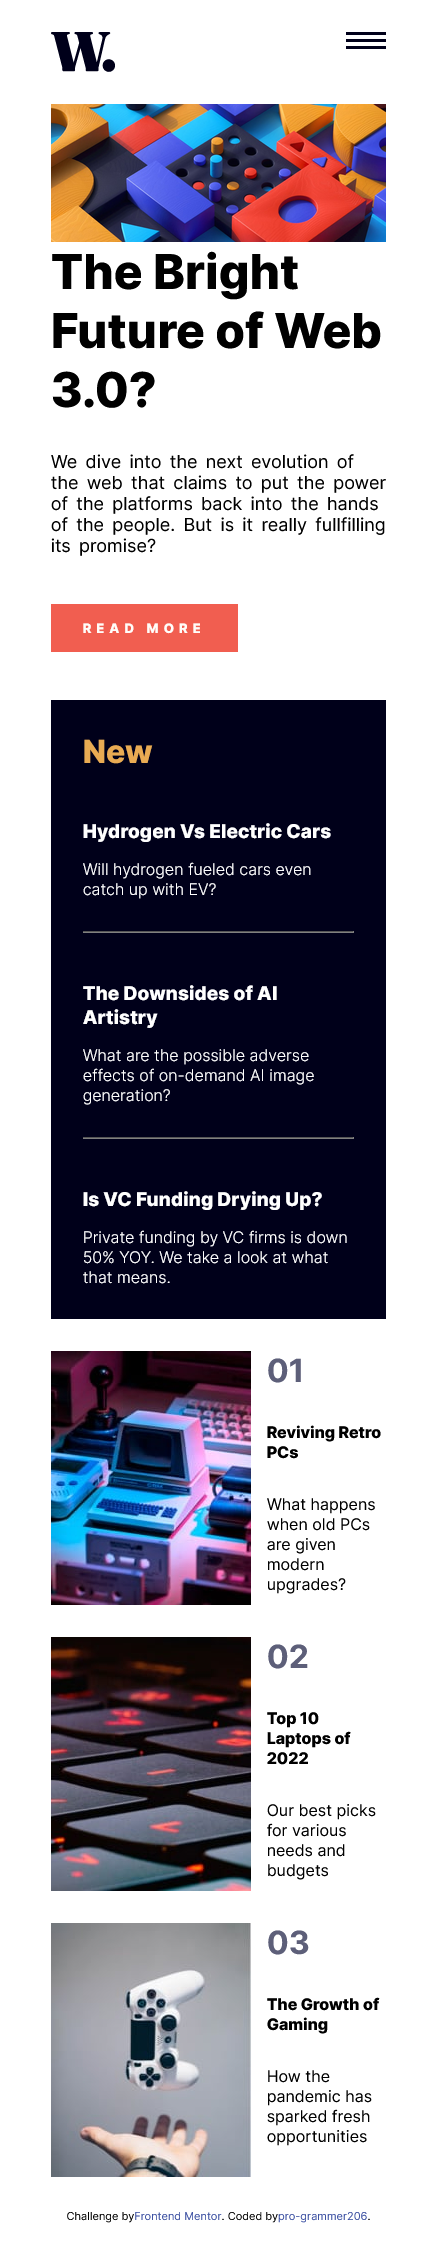 W.
The Bright
Future of Web
3.0?
We dive into the next evolution of
the web that claims to put the power
of the platforms back into the hands
of the people. But is it really fullfilling
its promise?
READ MORE
New
Hydrogen Vs Electric Cars
Will hydrogen fueled cars even
catch up with EV?
The Downsides of AI
Artistry
What are the possible adverse
effects of on-demand AI image
generation?
Is VC Funding Drying Up?
Private funding by VC firms is down
50% YOY. We take a look at what
that means.
01
Reviving Retro
PCs
What happens
when old PCs
are given
modern
upgrades?
02
Top 10
Laptops of
2022
Our best picks
for various
needs and
budgets
03
The Growth of
Gaming
How the
pandemic has
sparked fresh
opportunities
Challenge byFrontend Mentor. Coded bypro-grammer206.